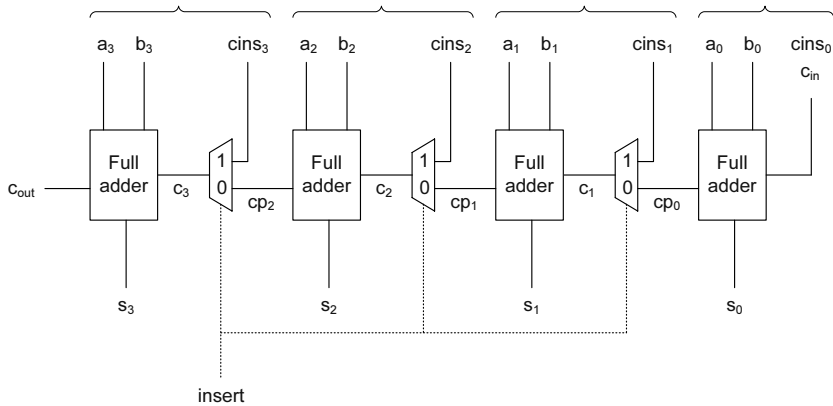 a₃ b₃ cins₃ a₂ b₂ cins₂ a₁ b₁ cins₁ a₀ b₀ cins₀
cᵢₙ
Full adder
1
0
Full adder
1
0
Full adder
1
0
Full adder
cₒᵤₜ c₃ cp₂ c₂ cp₁ c₁ cp₀
s₃ s₂ s₁ s₀
insert